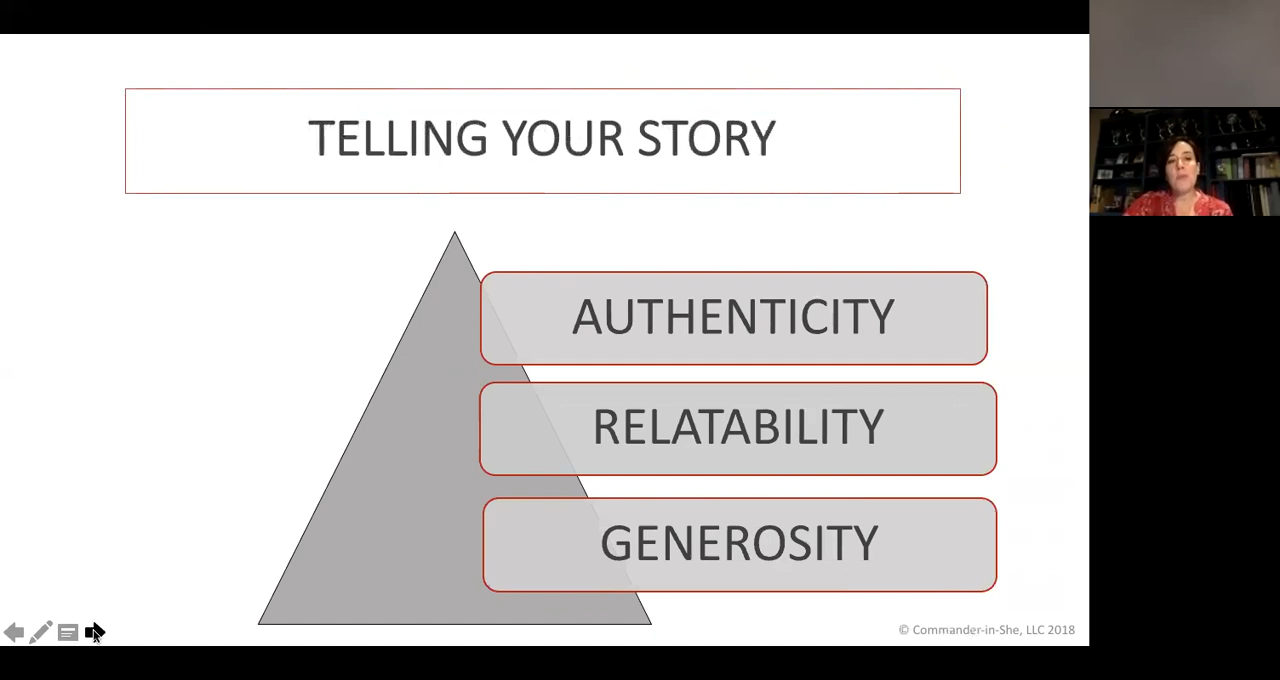 TELLING YOUR STORY
AUTHENTICITY
RELATABILITY
GENEROSITY
© Commander-in-She, LLC 2018